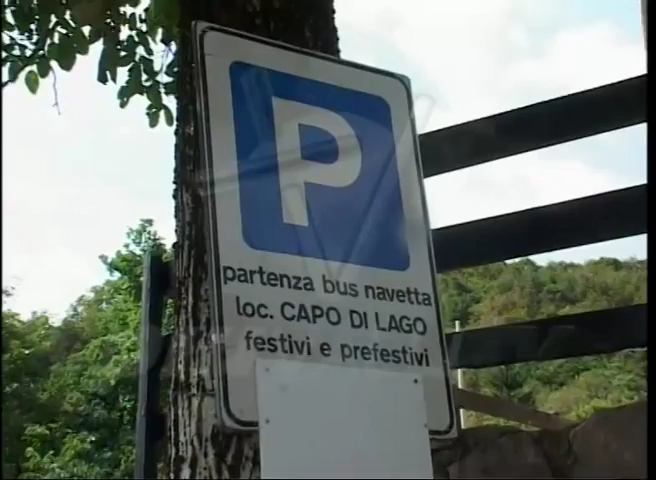 P
partenza bus navetta
loc. CAPO DI LAGO
festivi e prefestivi